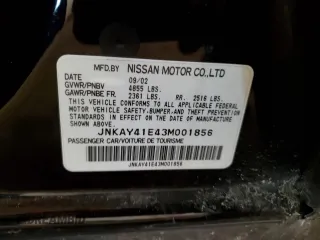 MFD.BY NISSAN MOTOR CO.,LTD
DATE 09/02
GVWR/PNBV 4855 LBS.
GAWR/PNBE FR. 2361 LBS. RR. 2516 LBS.
THIS VEHICLE CONFORMS TO ALL APPLICABLE FEDERAL
MOTOR VEHICLE SAFETY,BUMPER,AND THEFT PREVENTION
STANDARDS IN EFFECT ON THE DATE OF MANUFACTURE
SHOWN ABOVE.
JNKAY41E43M001856
PASSENGER CAR/VOITURE DE TOURISME
JNKAY41E43M001856